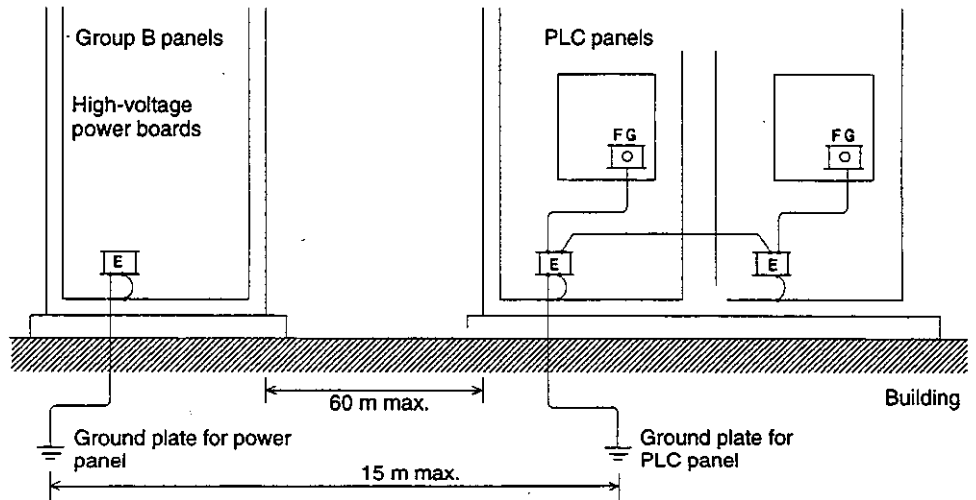 Group B panels
High-voltage
power boards
E
PLC panels
FG
FG
E
E
60 m max.
Building
Ground plate for power
panel
Ground plate for
PLC panel
15 m max.